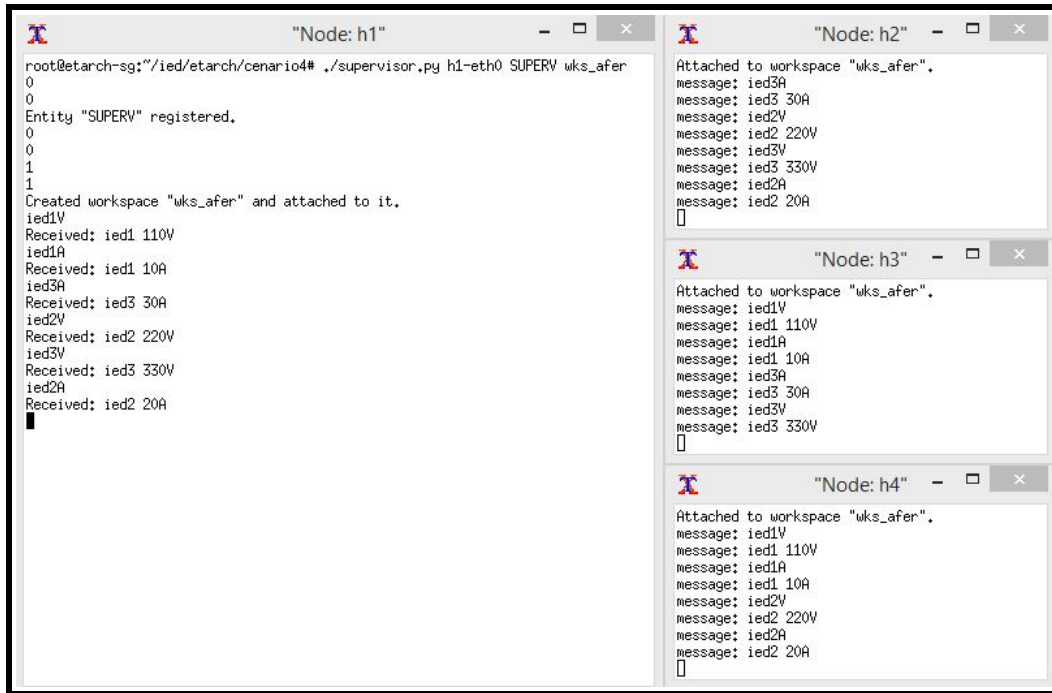 "Node: h1"
root@etarch-sg:~/ied/etarch/cenario4# ./supervisor.py h1-eth0 SUPERV wks_afer
0
0
Entity "SUPERV" registered.
0
0
1
1
Created workspace "wks_afer" and attached to it.
ied1V
Received: ied1 110V
ied1A
Received: ied1 10A
ied3A
Received: ied3 30A
ied2V
Received: ied2 220V
ied3V
Received: ied3 330V
ied2A
Received: ied2 20A
"Node: h2"
Attached to workspace "wks_afer".
message: ied3A
message: ied3 30A
message: ied2V
message: ied2 220V
message: ied3V
message: ied3 330V
message: ied2A
message: ied2 20A
"Node: h3"
Attached to workspace "wks_afer".
message: ied1V
message: ied1 110V
message: ied1A
message: ied1 10A
message: ied3A
message: ied3 30A
message: ied3V
message: ied3 330V
"Node: h4"
Attached to workspace "wks_afer".
message: ied1V
message: ied1 110V
message: ied1A
message: ied1 10A
message: ied2V
message: ied2 220V
message: ied2A
message: ied2 20A